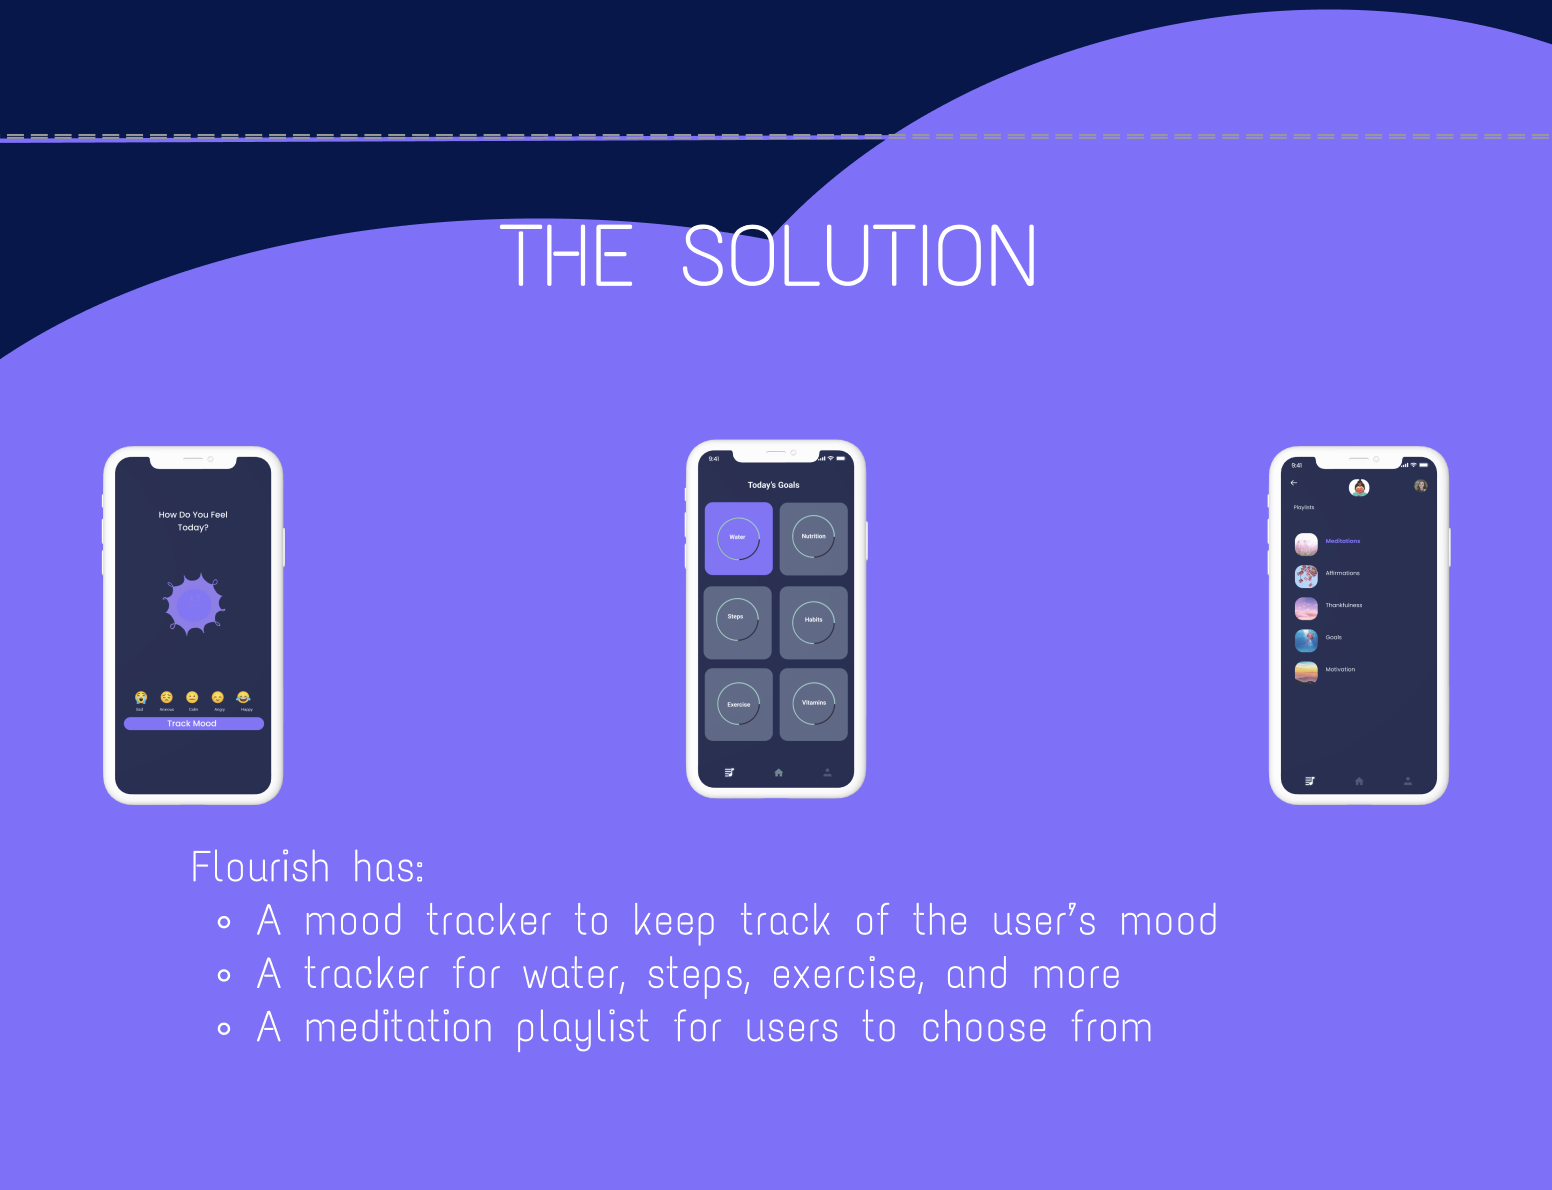 THE SOLUTION
How Do You Feel
Today?
Sad Anxious Calm Angry Happy
Track Mood
9:41
Today's Goals
Water Nutrition
Steps Habits
Exercise Vitamins
9:41
Playlists
Meditations
Affirmations
Thankfulness
Goals
Motivation
Flourish has:
A mood tracker to keep track of the user's mood
A tracker for water, steps, exercise, and more
A meditation playlist for users to choose from